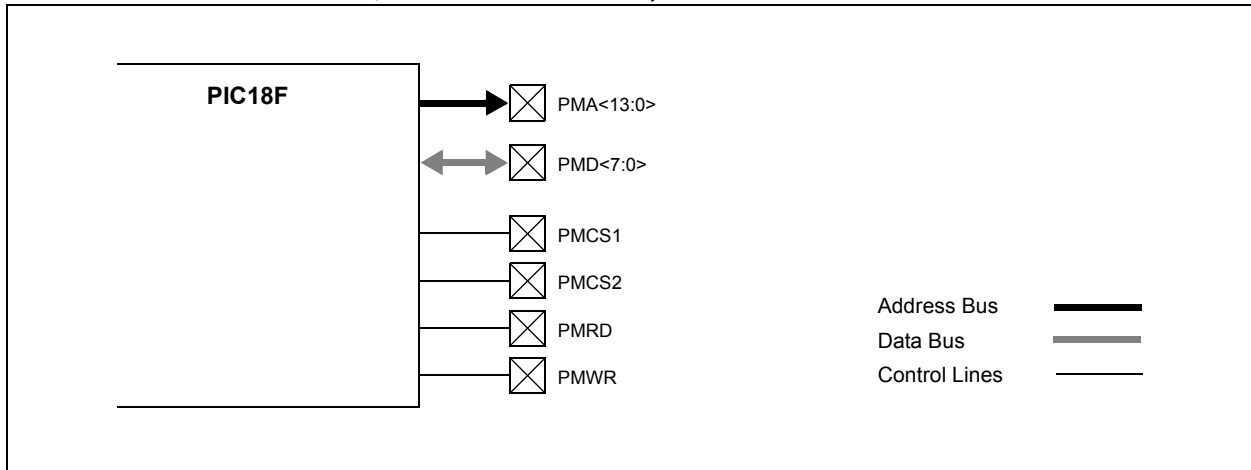 PIC18F
PMA<13:0>
PMD<7:0>
PMCS1
PMCS2
PMRD
PMWR
Address Bus
Data Bus
Control Lines